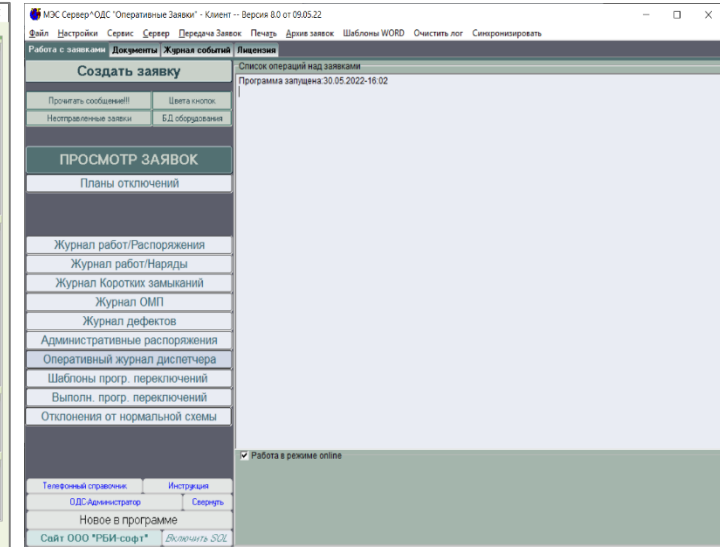 МЭС Сервер^ОДС "Оперативные Заявки" - Клиент -- Версия 8.0 от 09.05.22
Файл Настройки Сервис Сервер Передача Заявок Печать Архив заявок Шаблоны WORD Очистить лог Синхронизировать
Работа с заявками Документы Журнал событий Лицензия
Создать заявку
Прочитать сообщение!!! Цвета кнопок
Неотправленные заявки БД оборудования
ПРОСМОТР ЗАЯВОК
Планы отключений
Журнал работ/Распоряжения
Журнал работ/Наряды
Журнал Коротких замыканий
Журнал ОМП
Журнал дефектов
Административные распоряжения
Оперативный журнал диспетчера
Шаблоны прогр. переключений
Выполн. прогр. переключений
Отклонения от нормальной схемы
Телефонный справочник Инструкция
ОДС-Администратор Свернуть
Новое в программе
Сайт ООО "РБИ-софт" Включить SQL
Список операций над заявками
Программа запущена:30.05.2022-16:02
Работа в режиме online